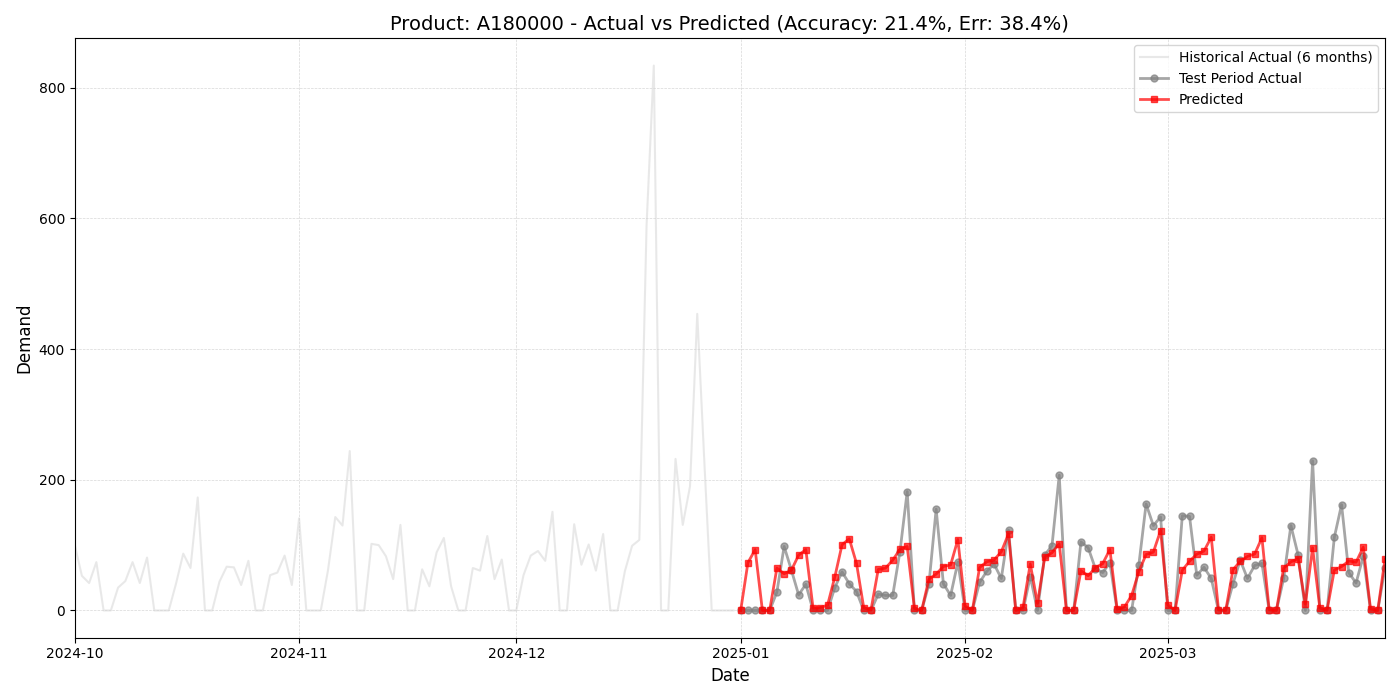 Product: A180000 - Actual vs Predicted (Accuracy: 21.4%, Err: 38.4%)
Historical Actual (6 months)
Test Period Actual
Predicted
Demand
800
600
400
200
0
2024-10
2024-11
2024-12
2025-01
2025-02
2025-03
Date